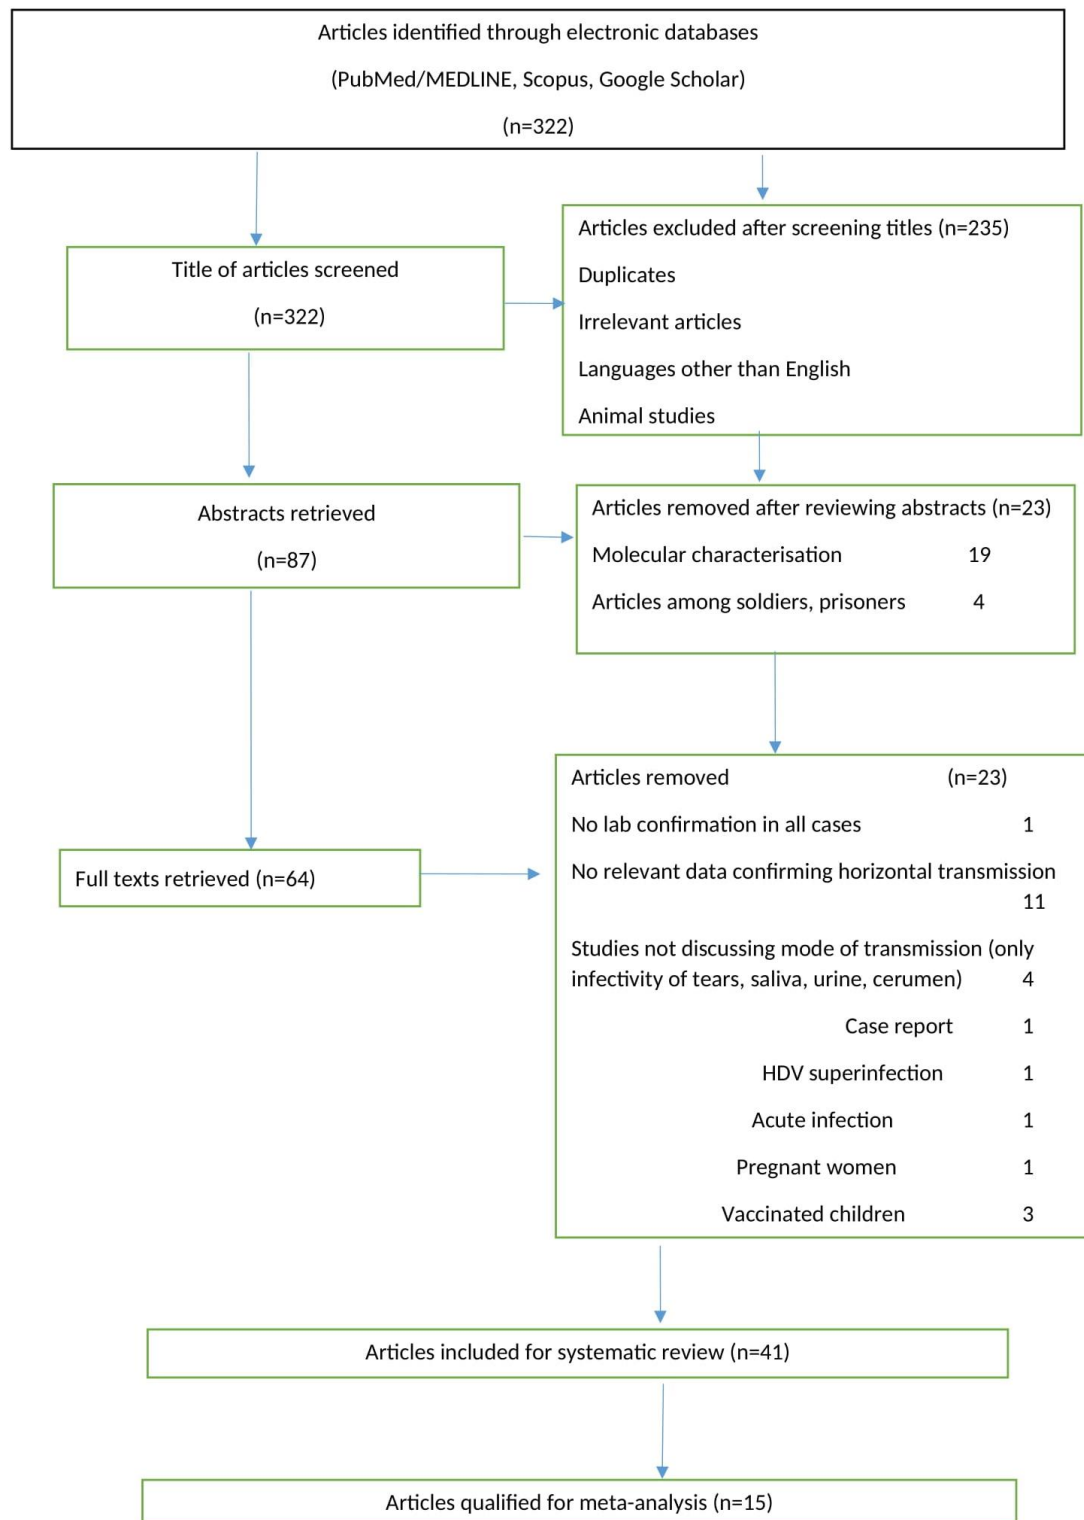 Articles identified through electronic databases
(PubMed/MEDLINE, Scopus, Google Scholar)
(n=322)
Title of articles screened
(n=322)
Articles excluded after screening titles (n=235)
Duplicates
Irrelevant articles
Languages other than English
Animal studies
Abstracts retrieved
(n=87)
Articles removed after reviewing abstracts (n=23)
Molecular characterisation 19
Articles among soldiers, prisoners 4
Full texts retrieved (n=64)
Articles removed (n=23)
No lab confirmation in all cases 1
No relevant data confirming horizontal transmission
11
Studies not discussing mode of transmission (only
infectivity of tears, saliva, urine, cerumen) 4
Case report 1
HDV superinfection 1
Acute infection 1
Pregnant women 1
Vaccinated children 3
Articles included for systematic review (n=41)
Articles qualified for meta-analysis (n=15)